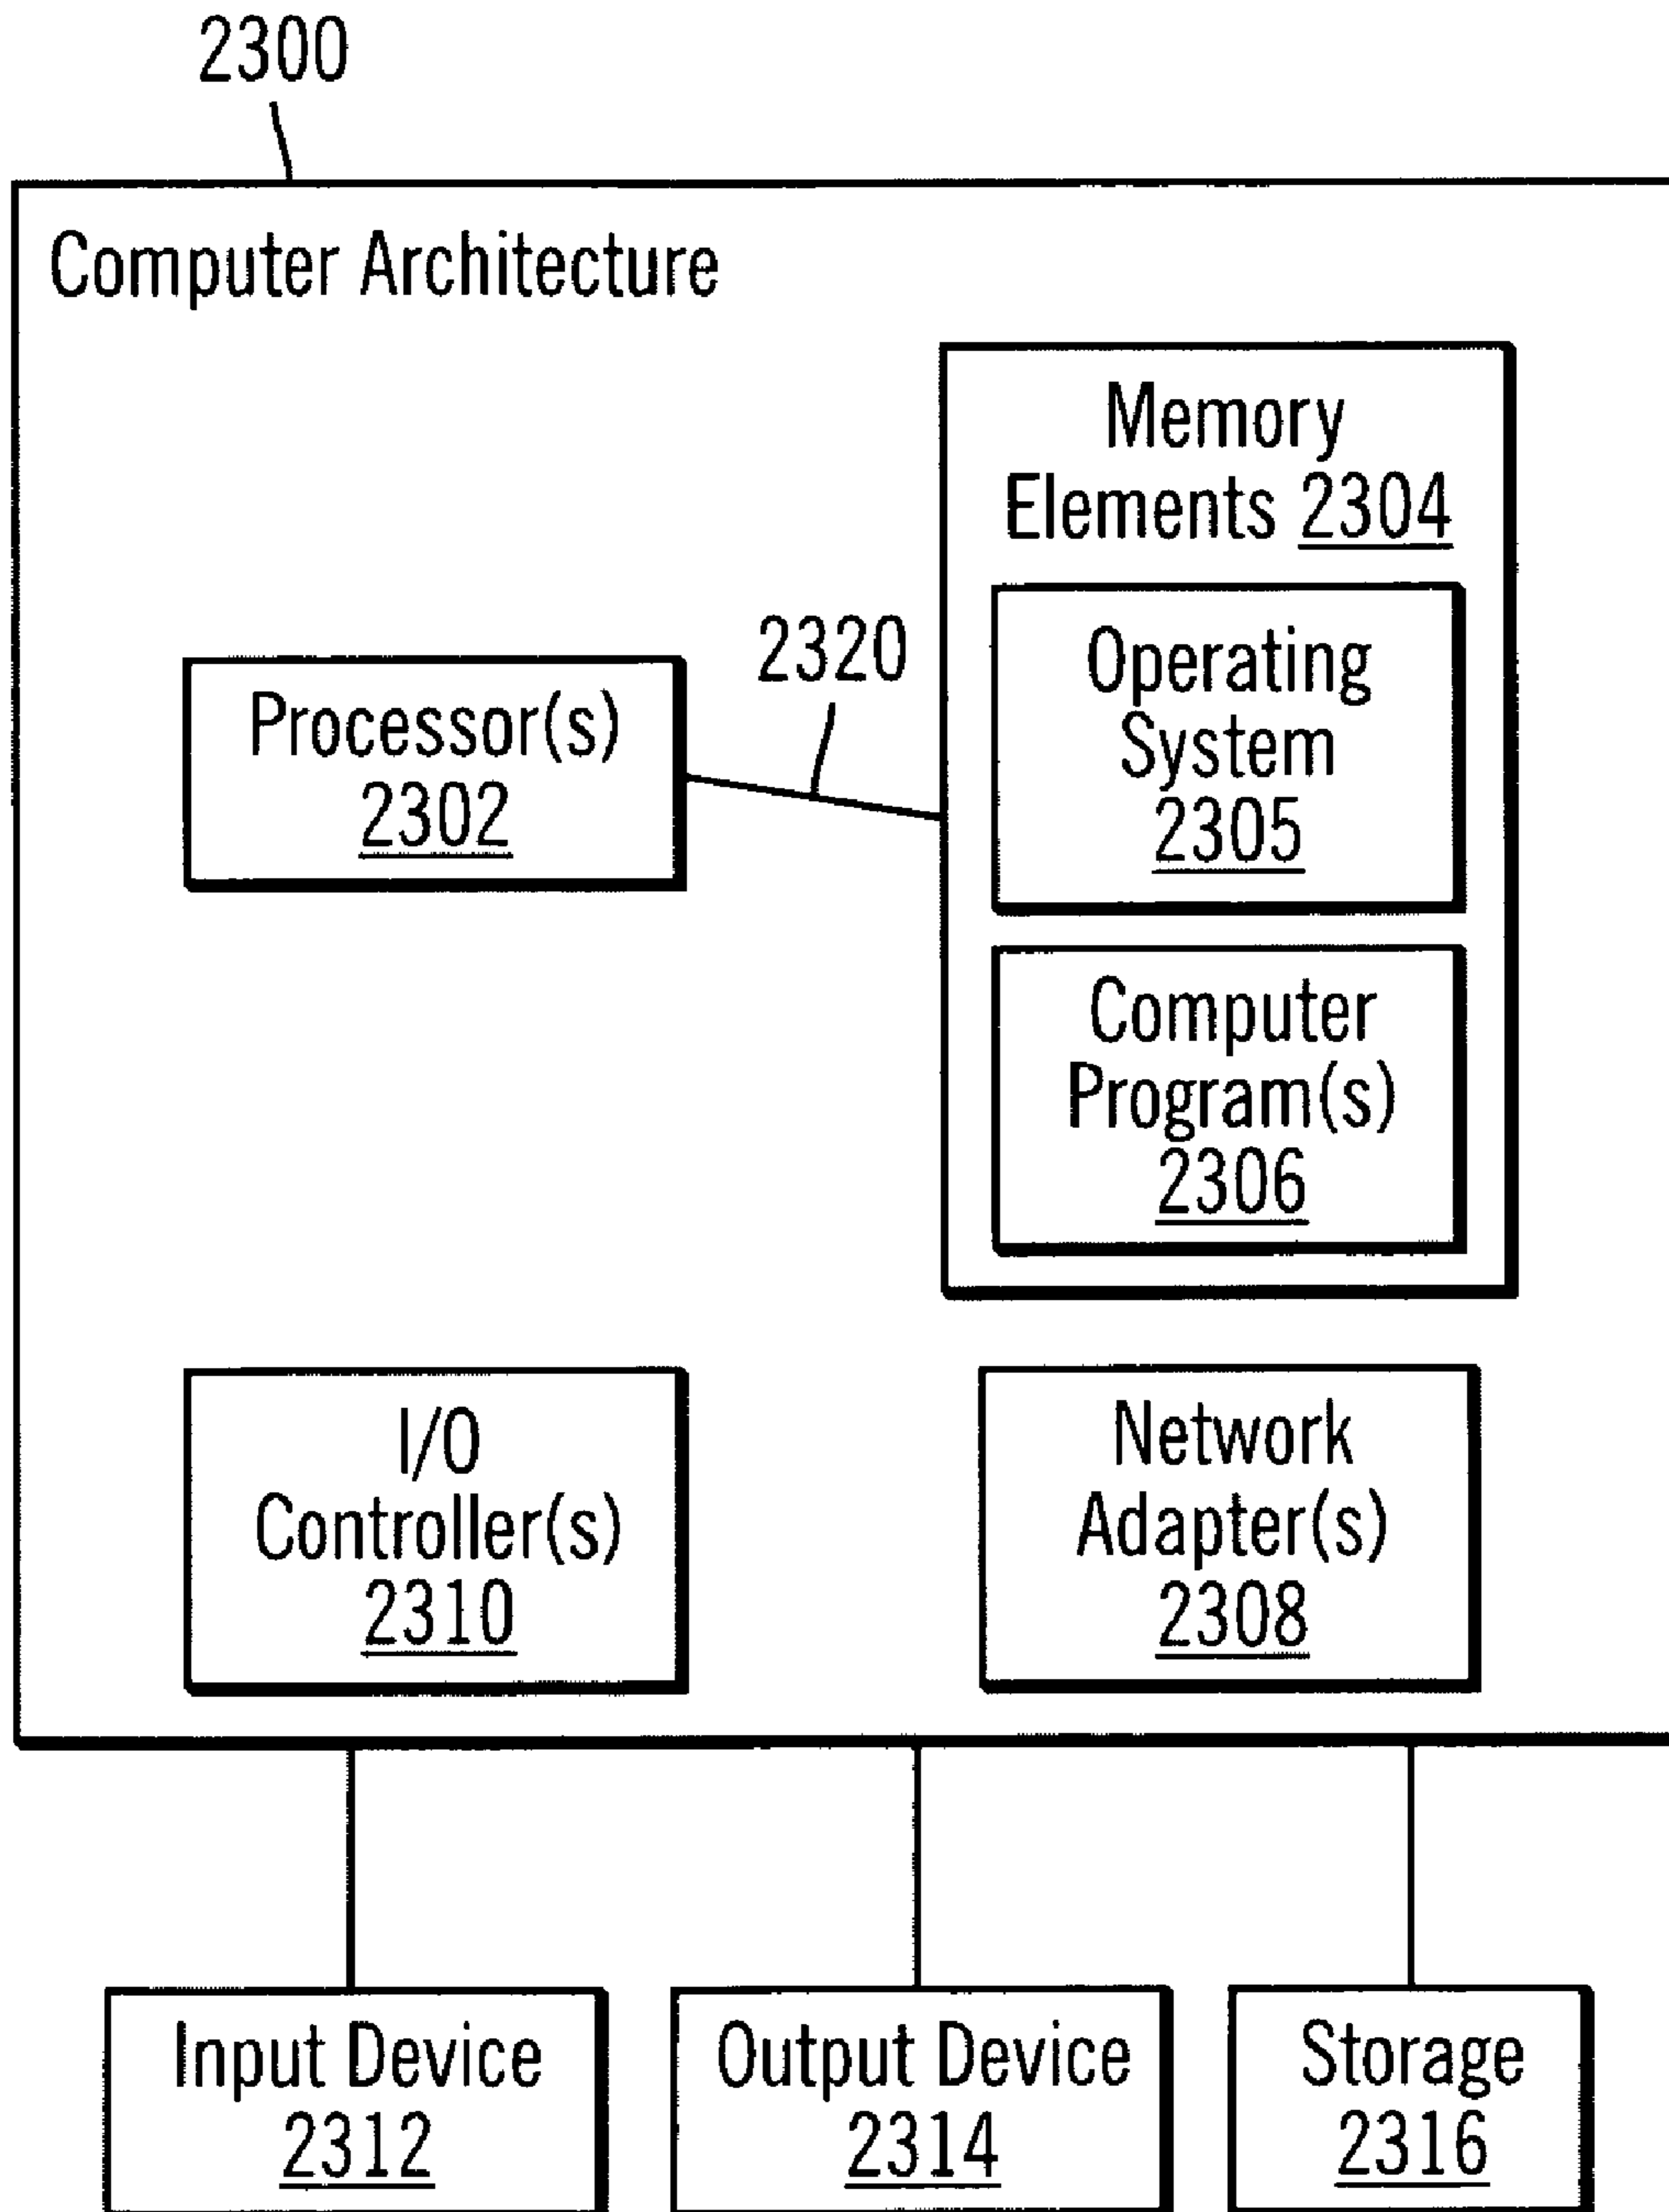 2300
Computer Architecture
Memory
Elements 2304
2320
Operating
System
2305
Processor(s)
2302
Computer
Program(s)
2306
I/O
Controller(s)
2310
Network
Adapter(s)
2308
Input Device
2312
Output Device
2314
Storage
2316